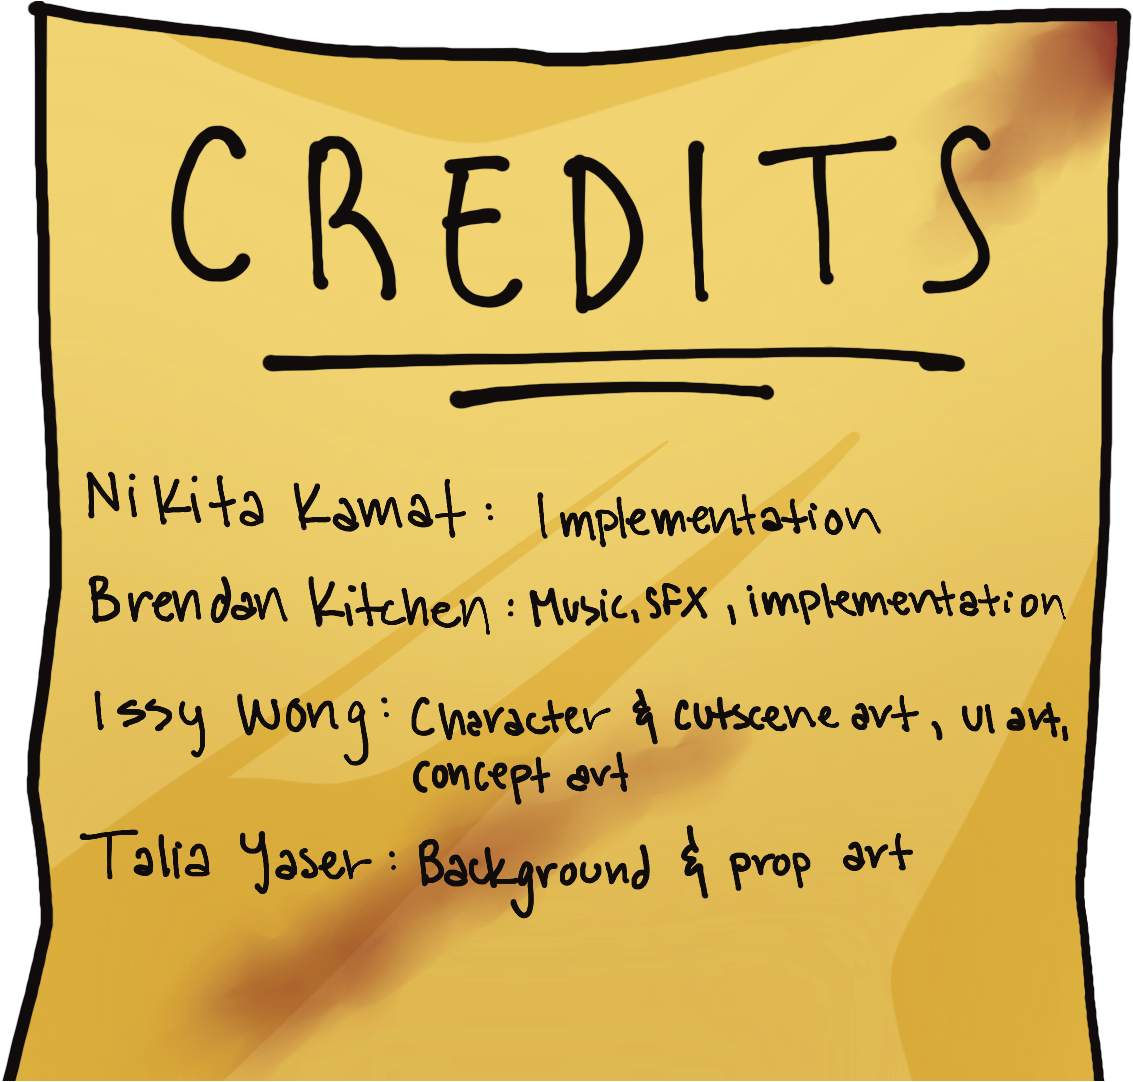 CREDITS
Nikita Kamat: Implementation
Brendan Kitchen: Music, SFX, implementation
Issy Wong: Character & cutscene art, UI art,
concept art
Talia Yaser: Background & prop art